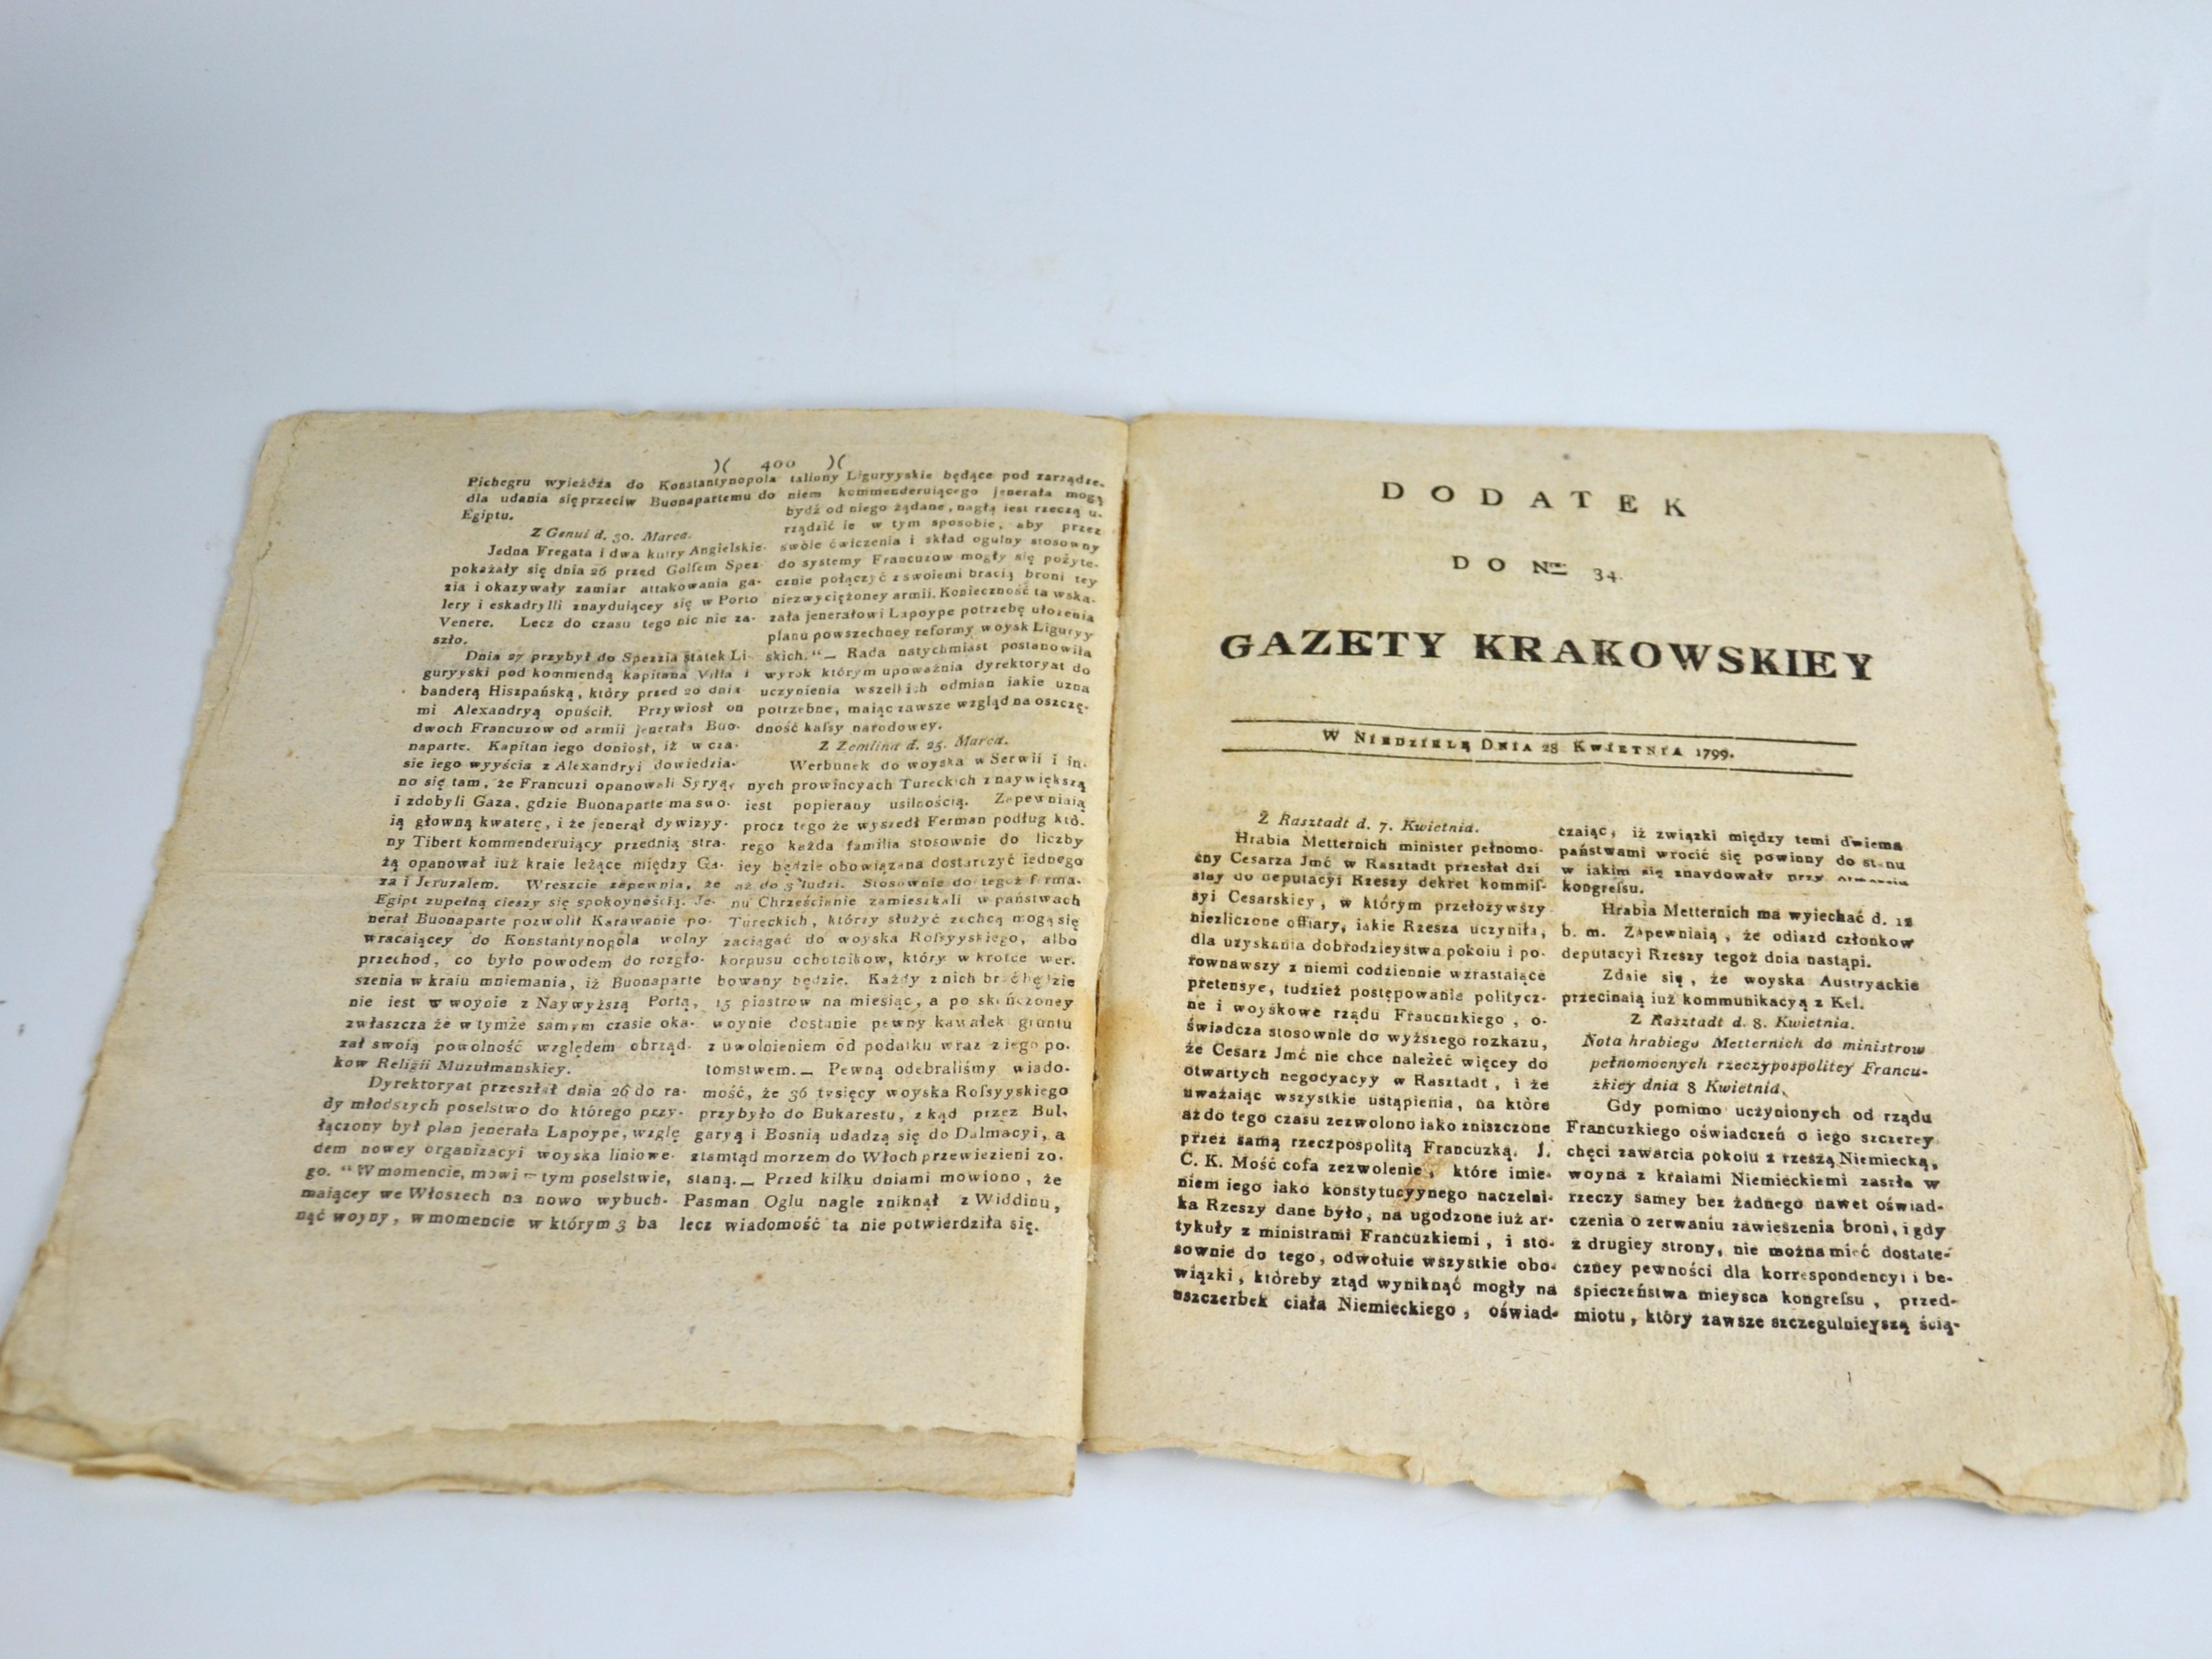 )( 400 )(
Pichegru wyieżdża do Konstantynopola
dla udania się przeciw Buonapartemu do
Egiptu.
Z Genui d. 30. Marca.
Jedna Fregata i dwa kutry Angielskie
pokazały się dnia 26 przed Golfem Spez
zia i okazywały zamiar attakowania ga-
lery i eskadrylli znayduiącey się w Porto
Venere. Lecz do czasu tego nic nie za-
szło.
Dnia 27 przybył do Spezzia statek Li
guryyski pod kommendą kapitana Villa i
banderą Hiszpańską, który przed 20 dnia
mi Alexandryą opuścił. Przywiosł on
dwoch Francuzow od armii jenerała Buo-
naparte. Kapitan iego doniosł, iż w cza-
sie iego wyyścia z Alexandryi dowiedzia-
no się tam, że Francuzi opanowali Syryą,
i zdobyli Gaza, gdzie Buonaparte ma swo-
ią głowną kwaterę, i że jenerął dywizyy-
ny Tibert kommenderuiący przednią stra-
żą opanował iuż kraie leżące między Ga-
za i Jeruzalem. Wreszcie zapewnia, że
Egipt zupełną cieszy się spokoynością. Je-
nerał Buonaparte pozwolił Karawanie po-
wracaiącey do Konstantynopola wolny
przechod, co było powodem do rozgło-
szenia w kraiu mniemania, iż Buonaparte
nie iest w woynie z Naywyższą Portą,
zwłaszcza że w tymże samym czasie oka-
zał swoią powolność względem obrząd-
kow Religii Muzułmanskiey.
Dyrektoryat przesłał dnia 26 do ra-
dy młodszych poselstwo do którego przy-
łączony był plan jenerała Lapoype, wzglę
dem nowey organizacyi woyska liniowe-
go. "W momencie, mowi — tym poselstwie,
maiącey we Włoszech na nowo wybuch-
nąć woyny, w momencie w którym 3 ba
taliony Liguryyskie będące pod zarządze-
niem kommenderuiącego jenerała mogą
bydź od niego żądane, nagłą iest rzeczą u-
rządzić ie w tym sposobie, aby przez
swoie ćwiczenia i skład ogulny stosowny
do systemy Francuzow mogły się pożyte-
cznie połączyć z swoiemi bracią broni tey
niezwyciężoney armii. Konieczność ta wska-
zała jenerałowi Lapoype potrzebę ułożenia
planu powszechney reformy woysk Liguryy
skich." — Rada natychmiast postanowiła
wyrok którym upoważnia dyrektoryat do
uczynienia wszelkich odmian iakie uzna
potrzebne, maiąc zawsze wzgląd na oszczę-
dność kaſsy narodowey.
Z Zemlina d. 25. Marca.
Werbunek do woyska w Serwii i in-
nych prowincyach Tureckich z naywiększą
iest popierany usilnością. Zapewniaią
procz tego że wyszedł Ferman podług któ-
rego każda familia stosownie do liczby
iey będzie obowiązana dostarczyć iednego
aż do 3 ludzi. Stosownie do tegoż ferma-
nu Chrześcianie zamieszkali w państwach
Tureckich, którzy służyć zechcą mogą się
zaciągać do woyska Roſsyyskiego, albo
korpusu ochotnikow, który w krotce wer-
bowany będzie. Każdy z nich brać będzie
15 piastrow na miesiąc, a po skończoney
woynie dostanie pewny kawałek gruntu
z uwolnieniem od podatku wraz z iego po-
tomstwem. — Pewną odebraliśmy wiado-
mość, że 36 tysięcy woyska Roſsyyskiego
przybyło do Bukarestu, zkąd przez Bul-
garyą i Bosnią udadzą się do Dalmacyi, a
ztamtąd morzem do Włoch przewiezieni zo-
staną. — Przed kilku dniami mowiono, że
Pasman Oglu nagle zniknął z Widdinu,
lecz wiadomość ta nie potwierdziła się.
DODATEK
DO Nru 34.
GAZETY KRAKOWSKIEY
W NIEDZIELĘ DNIA 28 KWIETNIA 1799.
Z Rasztadt d. 7. Kwietnia.
Hrabia Metternich minister pełnomo-
cny Cesarza Jmć w Rasztadt przesłał dzi
siay do deputacyi Rzeszy dekret kommiſ-
syi Cesarskiey, w którym przełożywszy
niezliczone offiary, iakie Rzesza uczyniła,
dla uzyskania dobrodzieystwa pokoiu i po-
rownawszy z niemi codziennie wzrastaiące
pretensye, tudzież postępowanie politycz-
ne i woyskowe rządu Francuzkiego, o-
świadcza stosownie do wyższego rozkazu,
że Cesarz Jmć nie chce należeć więcey do
otwartych negocyacyy w Rasztadt, i że
uważaiąc wszystkie ustąpienia, na które
aż do tego czasu zezwolono iako zniszczone
przez samą rzeczpospolitą Francuzką. J.
C. K. Mość cofa zezwolenie, które imie-
niem iego iako konstytucyynego naczelni-
ka Rzeszy dane było, na ugodzone iuż ar-
tykuły z ministrami Francuzkiemi, i sto-
sownie do tego, odwołuie wszystkie obo-
wiązki, któreby ztąd wyniknąć mogły na
uszczerbek ciała Niemieckiego, oświad-
czaiąc, iż związki między temi dwiema
państwami wrocić się powinny do stanu
w iakim się znaydowały przy
kongreſsu.
Hrabia Metternich ma wyiechać d. 12
b. m. Zapewniaią, że odiazd członkow
deputacyi Rzeszy tegoż dnia nastąpi.
Zdaie się, że woyska Austryackie
przecinaią iuż kommunikacyą z Kel.
Z Rasztadt d. 8. Kwietnia.
Nota hrabiego Metternich do ministrow
pełnomocnych rzeczypospolitey Francu-
zkiey dnia 8 Kwietnia.
Gdy pomimo uczynionych od rządu
Francuzkiego oświadczeń o iego szczerey
chęci zawarcia pokoiu z rzeszą Niemiecką,
woyna z kraiami Niemieckiemi zaszła w
rzeczy samey bez żadnego nawet oświad-
czenia o zerwaniu zawieszenia broni, i gdy
z drugiey strony, nie można mieć dostate-
czney pewności dla korrespondencyi i be-
spieczeństwa mieysca kongreſsu, przed-
miotu, który zawsze szczegulnieyszą ścią-